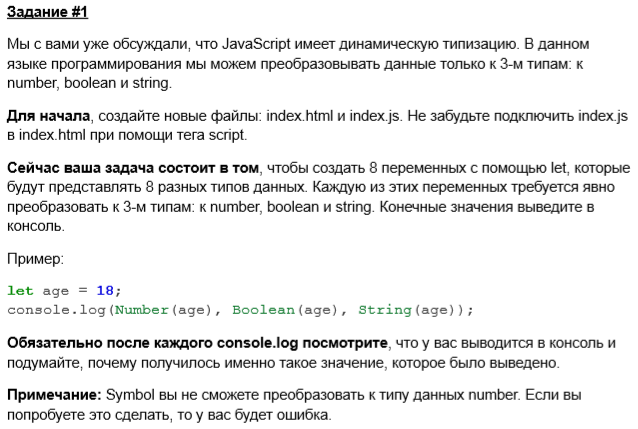 Задание #1
Мы с вами уже обсуждали, что JavaScript имеет динамическую типизацию. В данном
языке программирования мы можем преобразовывать данные только к 3-м типам: к
number, boolean и string.
Для начала, создайте новые файлы: index.html и index.js. Не забудьте подключить index.js
в index.html при помощи тега script.
Сейчас ваша задача состоит в том, чтобы создать 8 переменных с помощью let, которые
будут представлять 8 разных типов данных. Каждую из этих переменных требуется явно
преобразовать к 3-м типам: к number, boolean и string. Конечные значения выведите в
консоль.
Пример:
let age = 18;
console.log(Number(age), Boolean(age), String(age));
Обязательно после каждого console.log посмотрите, что у вас выводится в консоль и
подумайте, почему получилось именно такое значение, которое было выведено.
Примечание: Symbol вы не сможете преобразовать к типу данных number. Если вы
попробуете это сделать, то у вас будет ошибка.